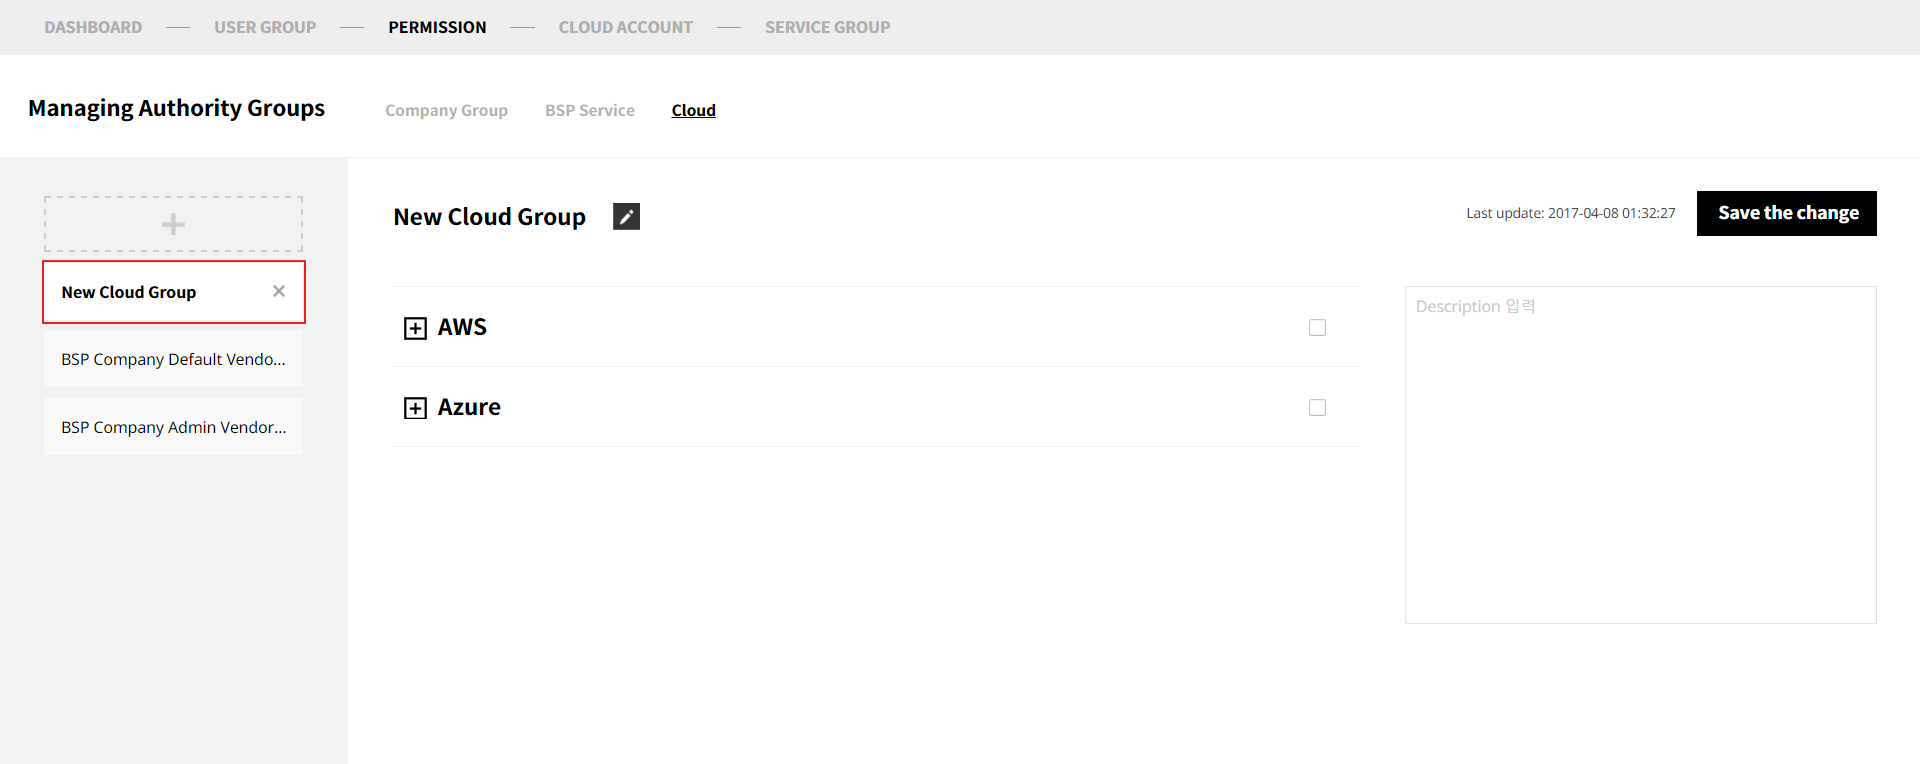 DASHBOARD — USER GROUP — PERMISSION — CLOUD ACCOUNT — SERVICE GROUP
Managing Authority Groups Company Group BSP Service Cloud
New Cloud Group
BSP Company Default Vendo...
BSP Company Admin Vendor...
New Cloud Group
Last update: 2017-04-08 01:32:27
Save the change
AWS
Azure
Description 입력